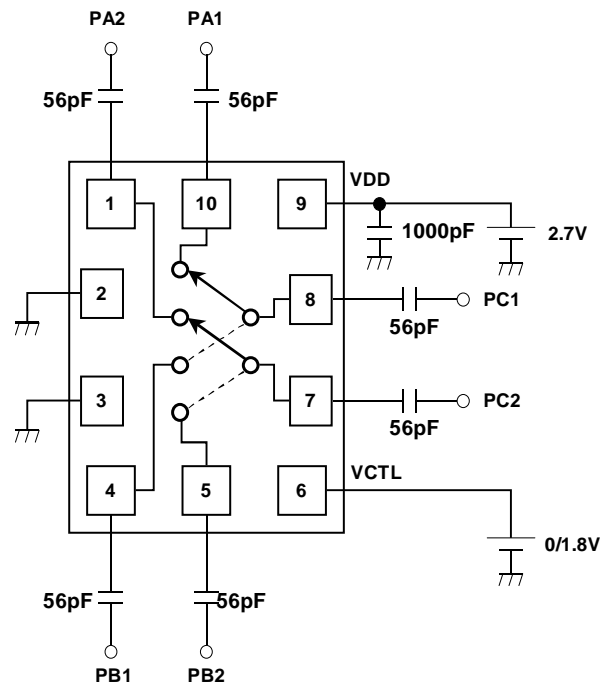 PA2 PA1
56pF 56pF
VDD
1 10 9
1000pF 2.7V
2 8 PC1
56pF
3 7 PC2
56pF
VCTL
4 5 6
0/1.8V
56pF 56pF
PB1 PB2